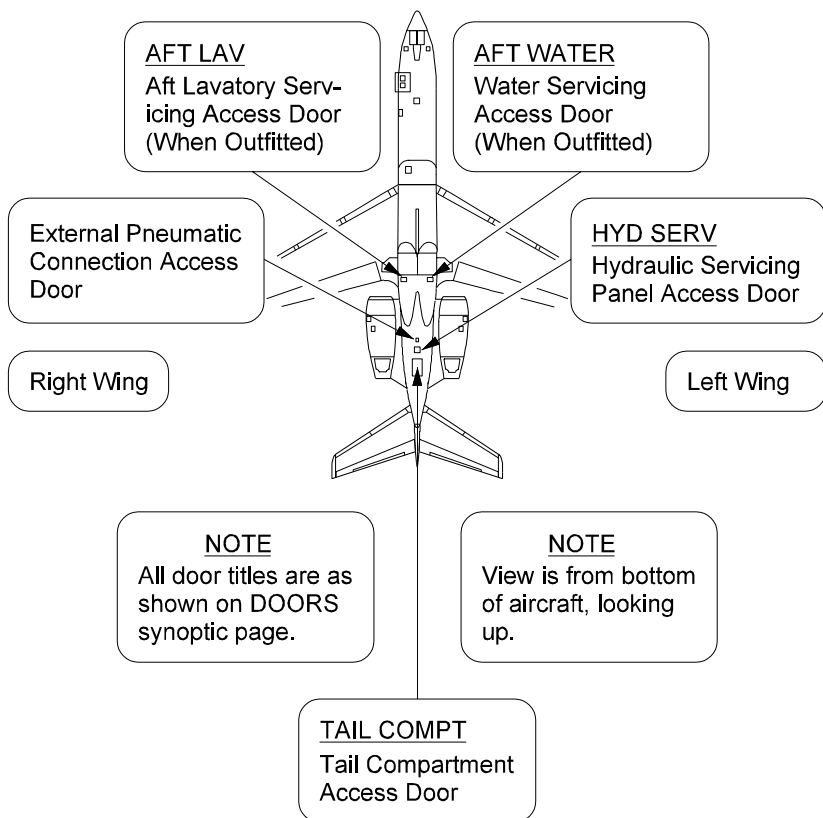 AFT LAV
Aft Lavatory Serv-
icing Access Door
(When Outfitted)
AFT WATER
Water Servicing
Access Door
(When Outfitted)
External Pneumatic
Connection Access
Door
HYD SERV
Hydraulic Servicing
Panel Access Door
Right Wing
Left Wing
NOTE
All door titles are as
shown on DOORS
synoptic page.
NOTE
View is from bottom
of aircraft, looking
up.
TAIL COMPT
Tail Compartment
Access Door